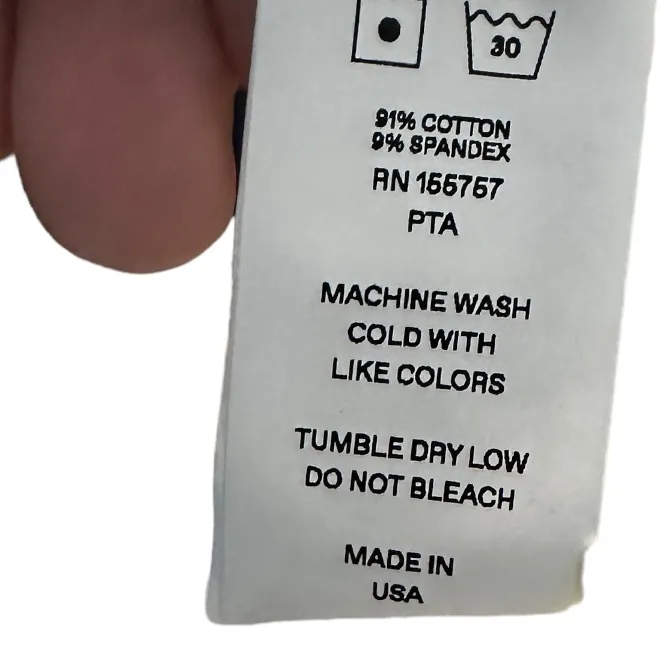 30
91% COTTON
9% SPANDEX
RN 155757
PTA
MACHINE WASH
COLD WITH
LIKE COLORS
TUMBLE DRY LOW
DO NOT BLEACH
MADE IN
USA